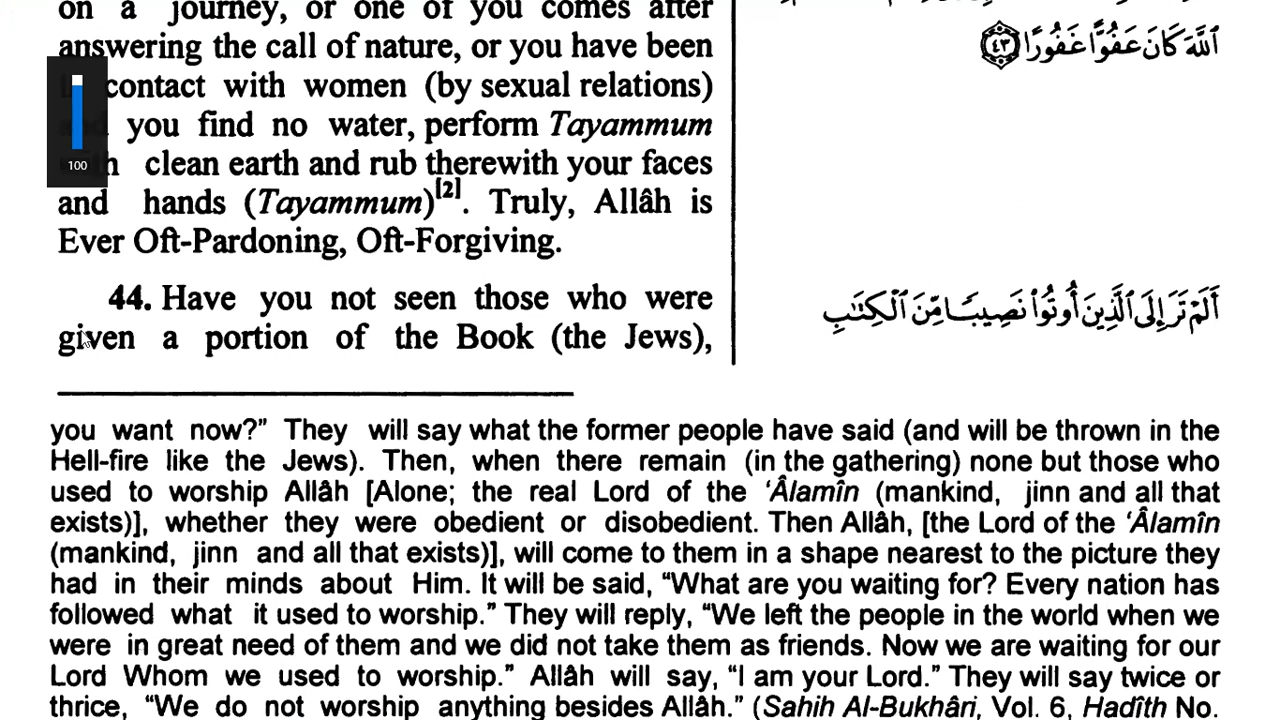 on a journey, or one of you comes after
answering the call of nature, or you have been
contact with women (by sexual relations)
you find no water, perform Tayammum
clean earth and rub therewith your faces
and hands (Tayammum)[2]. Truly, Allâh is
Ever Oft-Pardoning, Oft-Forgiving.
44. Have you not seen those who were
given a portion of the Book (the Jews),
100
ٱللَّهَ كَانَ عَفُوًّا غَفُورًا ٤٣
أَلَمْ تَرَ إِلَى ٱلَّذِينَ أُوتُوا۟ نَصِيبًا مِّنَ ٱلْكِتَـٰبِ
you want now?” They will say what the former people have said (and will be thrown in the
Hell-fire like the Jews). Then, when there remain (in the gathering) none but those who
used to worship Allâh [Alone; the real Lord of the ‘Âlamîn (mankind, jinn and all that
exists)], whether they were obedient or disobedient. Then Allâh, [the Lord of the ‘Âlamîn
(mankind, jinn and all that exists)], will come to them in a shape nearest to the picture they
had in their minds about Him. It will be said, “What are you waiting for? Every nation has
followed what it used to worship.” They will reply, “We left the people in the world when we
were in great need of them and we did not take them as friends. Now we are waiting for our
Lord Whom we used to worship.” Allâh will say, “I am your Lord.” They will say twice or
thrice, “We do not worship anything besides Allâh.” (Sahih Al-Bukhâri, Vol. 6, Hadîth No.